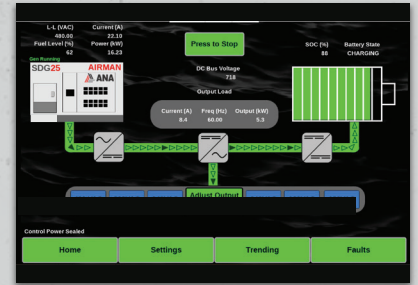 L-L (VAC) Current (A)
480.00 22.10
Fuel Level (%) Power (kW)
62 16.23
Gen Running
SDG25 AIRMAN
ANA
Press to Stop
DC Bus Voltage
718
Output Load
Current (A) Freq (Hz) Output (kW)
8.4 60.00 5.3
SOC (%) Battery State
88 CHARGING
Adjust Output
Control Power Sealed
Home Settings Trending Faults